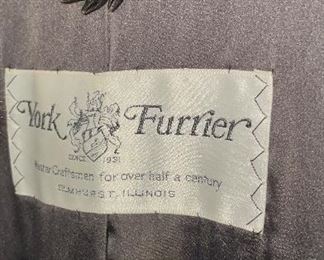 York Furrier
SINCE 1931
Master Craftsmen for over half a century
ELMHURST, ILLINOIS